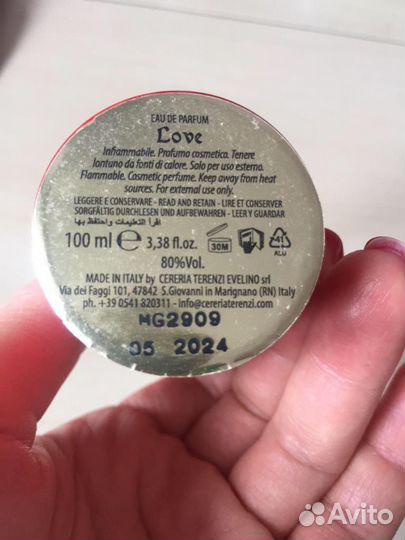 EAU DE PARFUM
Love
Infiammabile. Profumo cosmetico. Tenere
lontano da fonti di calore. Solo per uso esterno.
Flammable. Cosmetic perfume. Keep away from heat
sources. For external use only.
LEGGERE E CONSERVARE - READ AND RETAIN - LIRE ET CONSERVER
SORGFÄLTIG DURCHLESEN UND AUFBEWAHREN - LEER Y GUARDAR
اقرأ التعليمات واحتفظ بها
100 ml e 3,38 fl.oz. 30M 41 ALU
80%Vol.
MADE IN ITALY by CERERIA TERENZI EVELINO srl
Via dei Faggi 101, 47842 S.Giovanni in Marignano (RN) Italy
ph. +39 0541 820311 - info@cereriaterenzi.com
MG2909
05 2024
Avito